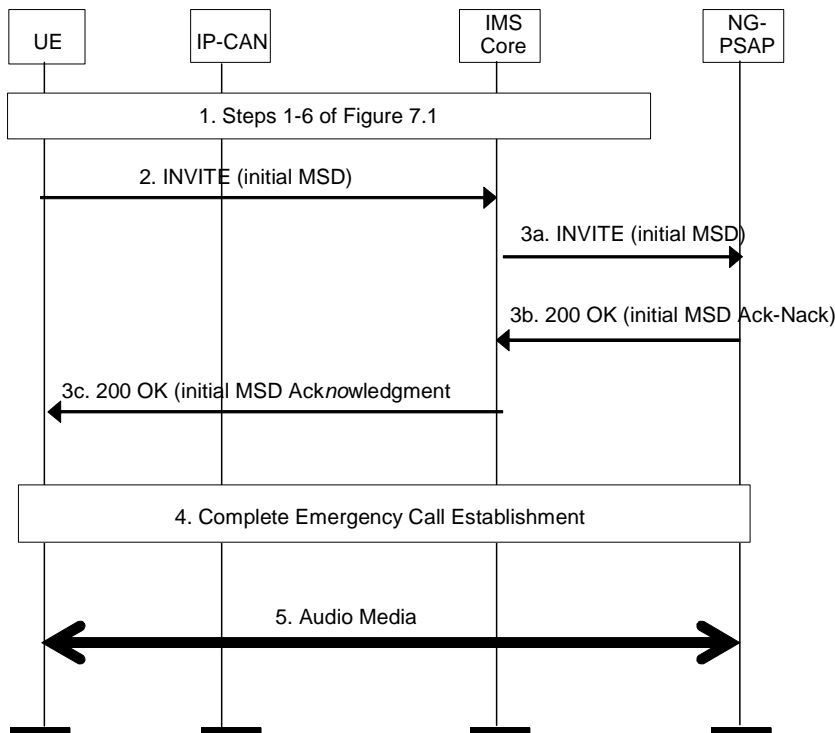 UE
IP-CAN
IMS
Core
NG-
PSAP
1. Steps 1-6 of Figure 7.1
2. INVITE (initial MSD)
3a. INVITE (initial MSD)
3b. 200 OK (initial MSD Ack-Nack)
3c. 200 OK (initial MSD Acknowledgment
4. Complete Emergency Call Establishment
5. Audio Media